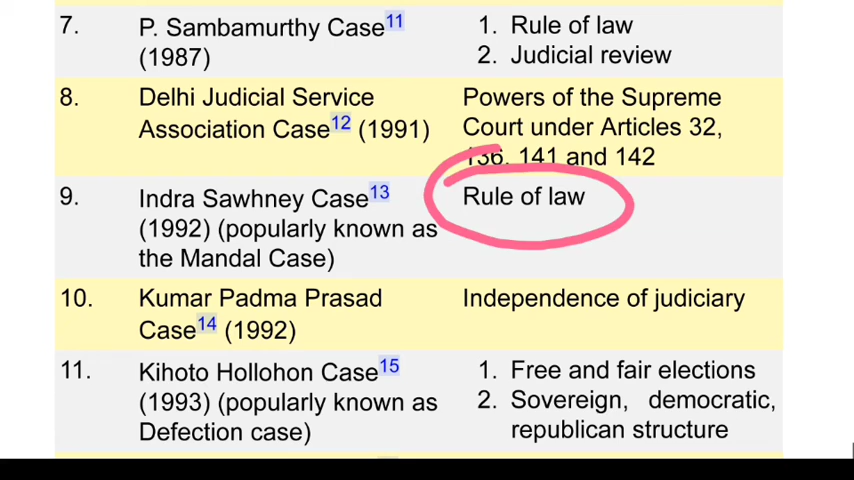 7. P. Sambamurthy Case11 1. Rule of law
(1987) 2. Judicial review
8. Delhi Judicial Service Powers of the Supreme
Association Case12 (1991) Court under Articles 32,
136, 141 and 142
9. Indra Sawhney Case13 Rule of law
(1992) (popularly known as
the Mandal Case)
10. Kumar Padma Prasad Independence of judiciary
Case14 (1992)
11. Kihoto Hollohon Case15 1. Free and fair elections
(1993) (popularly known as 2. Sovereign, democratic,
Defection case) republican structure